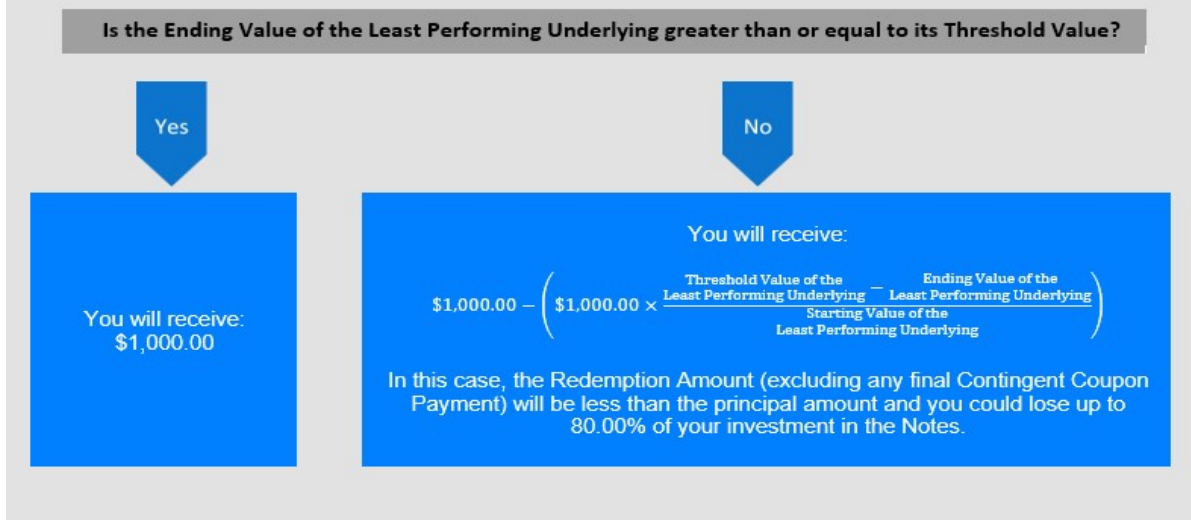 Is the Ending Value of the Least Performing Underlying greater than or equal to its Threshold Value?
Yes
No
You will receive:
$1,000.00
You will receive:
$1,000.00 − ($1,000.00 × (Threshold Value of the Least Performing Underlying − Ending Value of the Least Performing Underlying) / Starting Value of the Least Performing Underlying)
In this case, the Redemption Amount (excluding any final Contingent Coupon
Payment) will be less than the principal amount and you could lose up to
80.00% of your investment in the Notes.